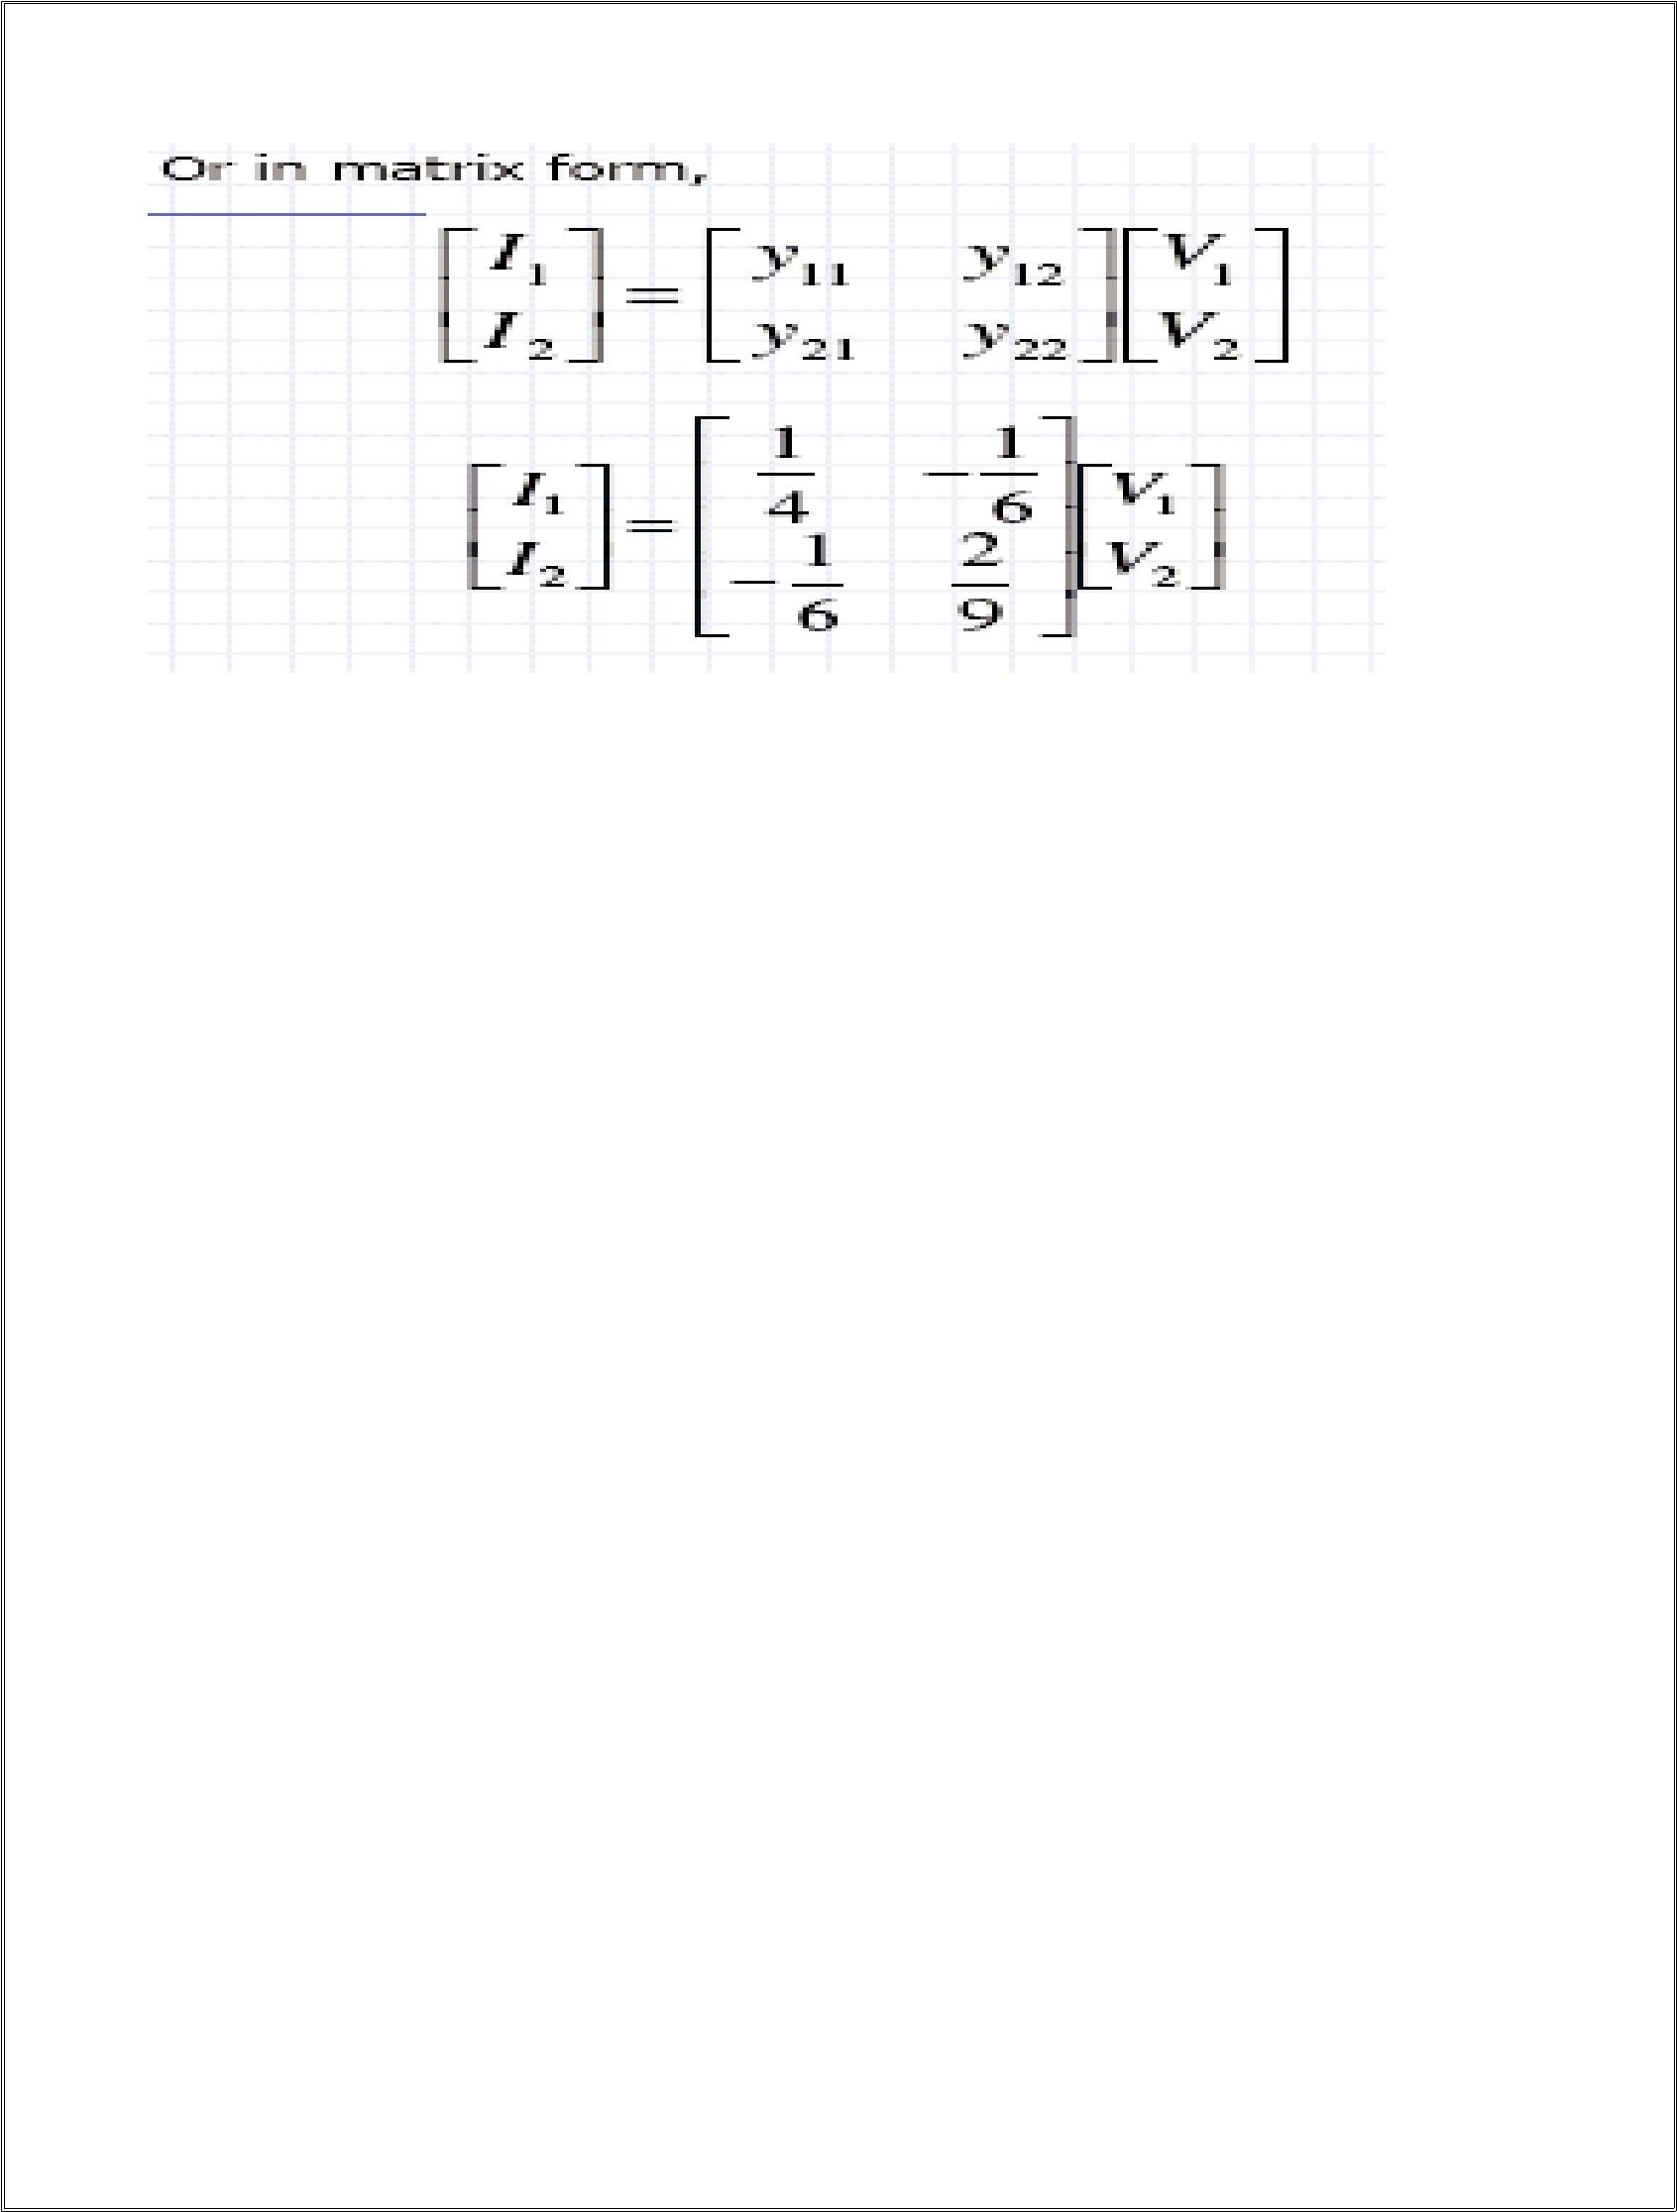 Or in matrix form,
[I₁ I₂] = [y₁₁ y₁₂ y₂₁ y₂₂] [V₁ V₂]
[I₁ I₂] = [1/4 −1/6 −1/6 2/9] [V₁ V₂]